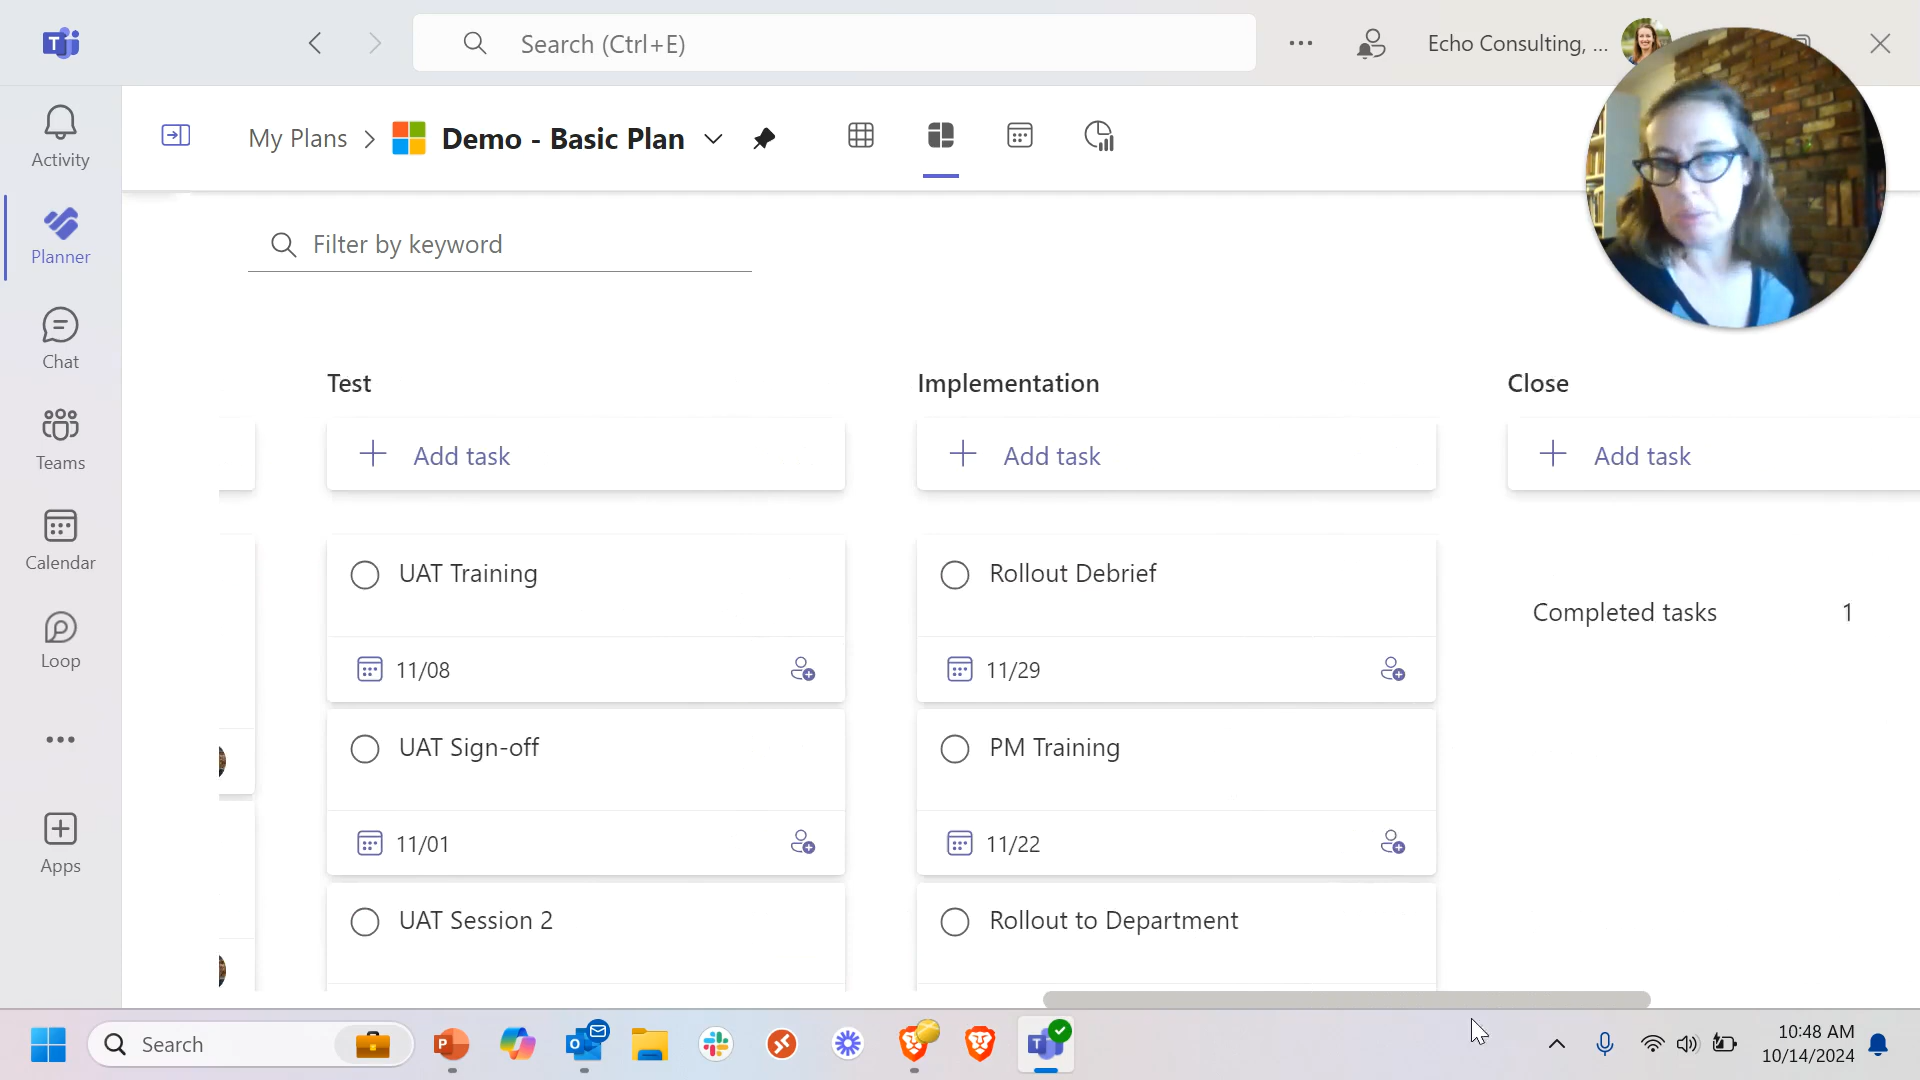 Search (Ctrl+E)
Echo Consulting, ...
Activity
My Plans
Demo - Basic Plan
Planner
Filter by keyword
Chat
Test
Implementation
Close
Teams
Add task
Add task
Add task
Calendar
UAT Training
Rollout Debrief
Completed tasks 1
Loop
11/08
11/29
UAT Sign-off
PM Training
11/01
11/22
Apps
UAT Session 2
Rollout to Department
Search
10:48 AM
10/14/2024